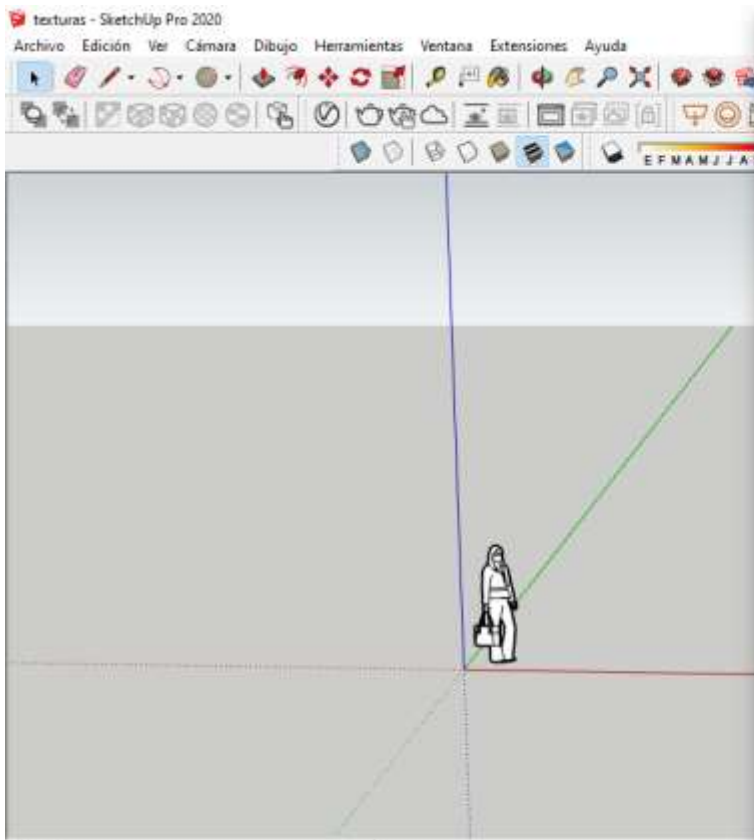 texturas - SketchUp Pro 2020
Archivo Edición Ver Cámara Dibujo Herramientas Ventana Extensiones Ayuda
E F M A M J J A